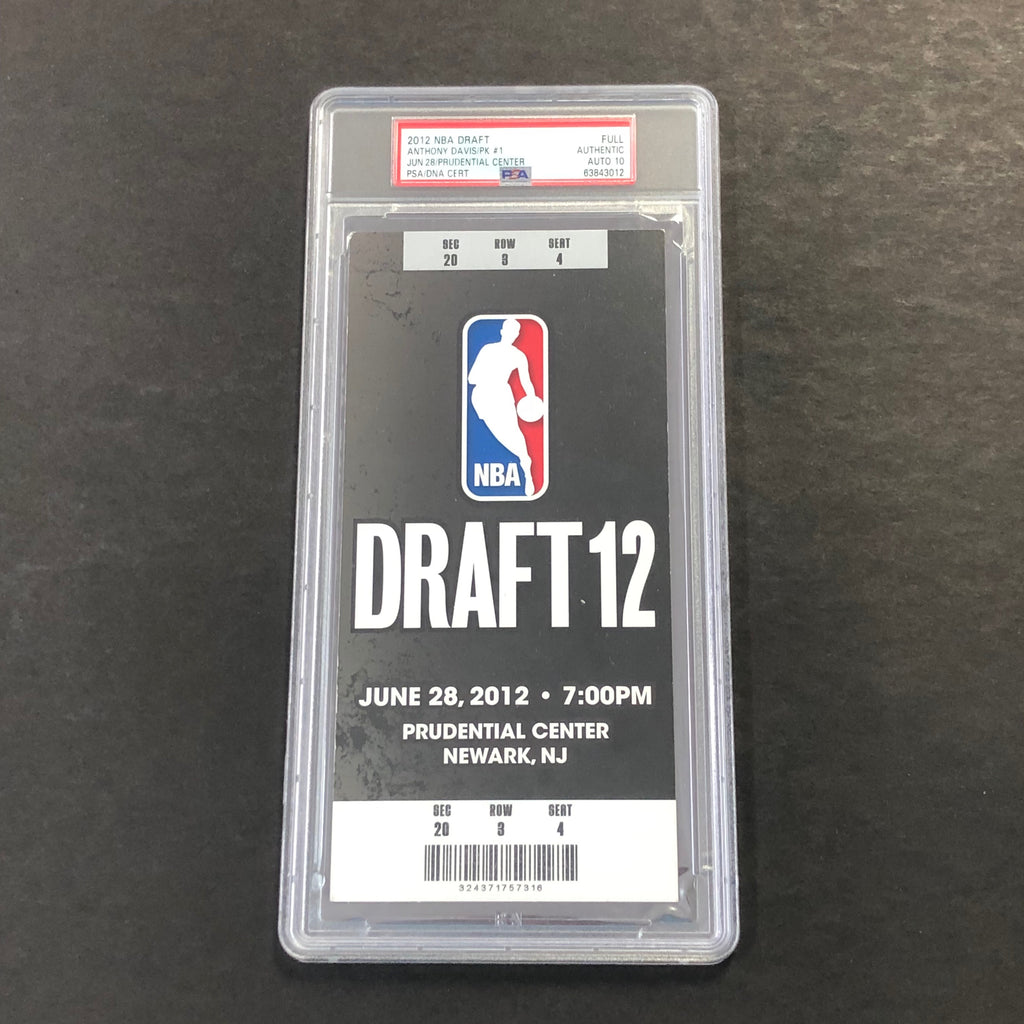 2012 NBA DRAFT FULL
ANTHONY DAVIS/PK #1 AUTHENTIC
JUN 28/PRUDENTIAL CENTER AUTO 10
PSA/DNA CERT PSA 63843012
SEC ROW SEAT
20 3 4
NBA
DRAFT 12
JUNE 28, 2012 • 7:00PM
PRUDENTIAL CENTER
NEWARK, NJ
SEC ROW SEAT
20 3 4
324371757316